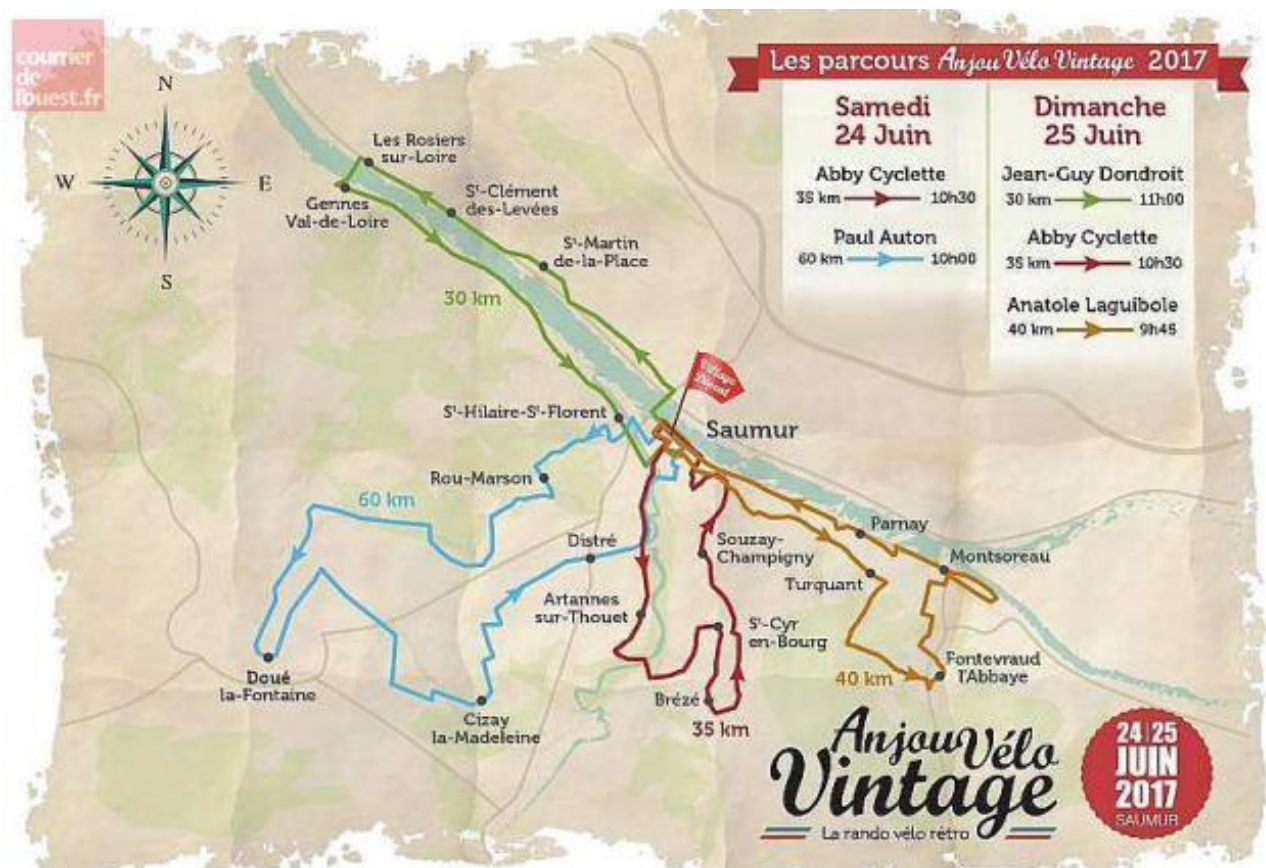 courrier
de
l'ouest.fr
N
W
E
S
Les parcours Anjou Vélo Vintage 2017
Samedi
24 Juin
Abby Cyclette
35 km 10h30
Paul Auton
60 km 10h00
Dimanche
25 Juin
Jean-Guy Dondroit
30 km 11h00
Abby Cyclette
35 km 10h30
Anatole Laguibole
40 km 9h45
Les Rosiers
sur-Loire
Gennes
Val-de-Loire
Sᵗ-Clément
des-Levées
Sᵗ-Martin
de-la-Place
30 km
Village
Départ
Sᵗ-Hilaire-Sᵗ-Florent
Saumur
Rou-Marson
60 km
Distré
Souzay-
Champigny
Parnay
Montsoreau
Turquant
Artannes
sur-Thouet
Sᵗ-Cyr
en-Bourg
Doué
la-Fontaine
Cizay
la-Madeleine
Brézé
35 km
40 km
Fontevraud
l'Abbaye
Anjou Vélo
Vintage
La rando vélo rétro
24 | 25
JUIN
2017
SAUMUR